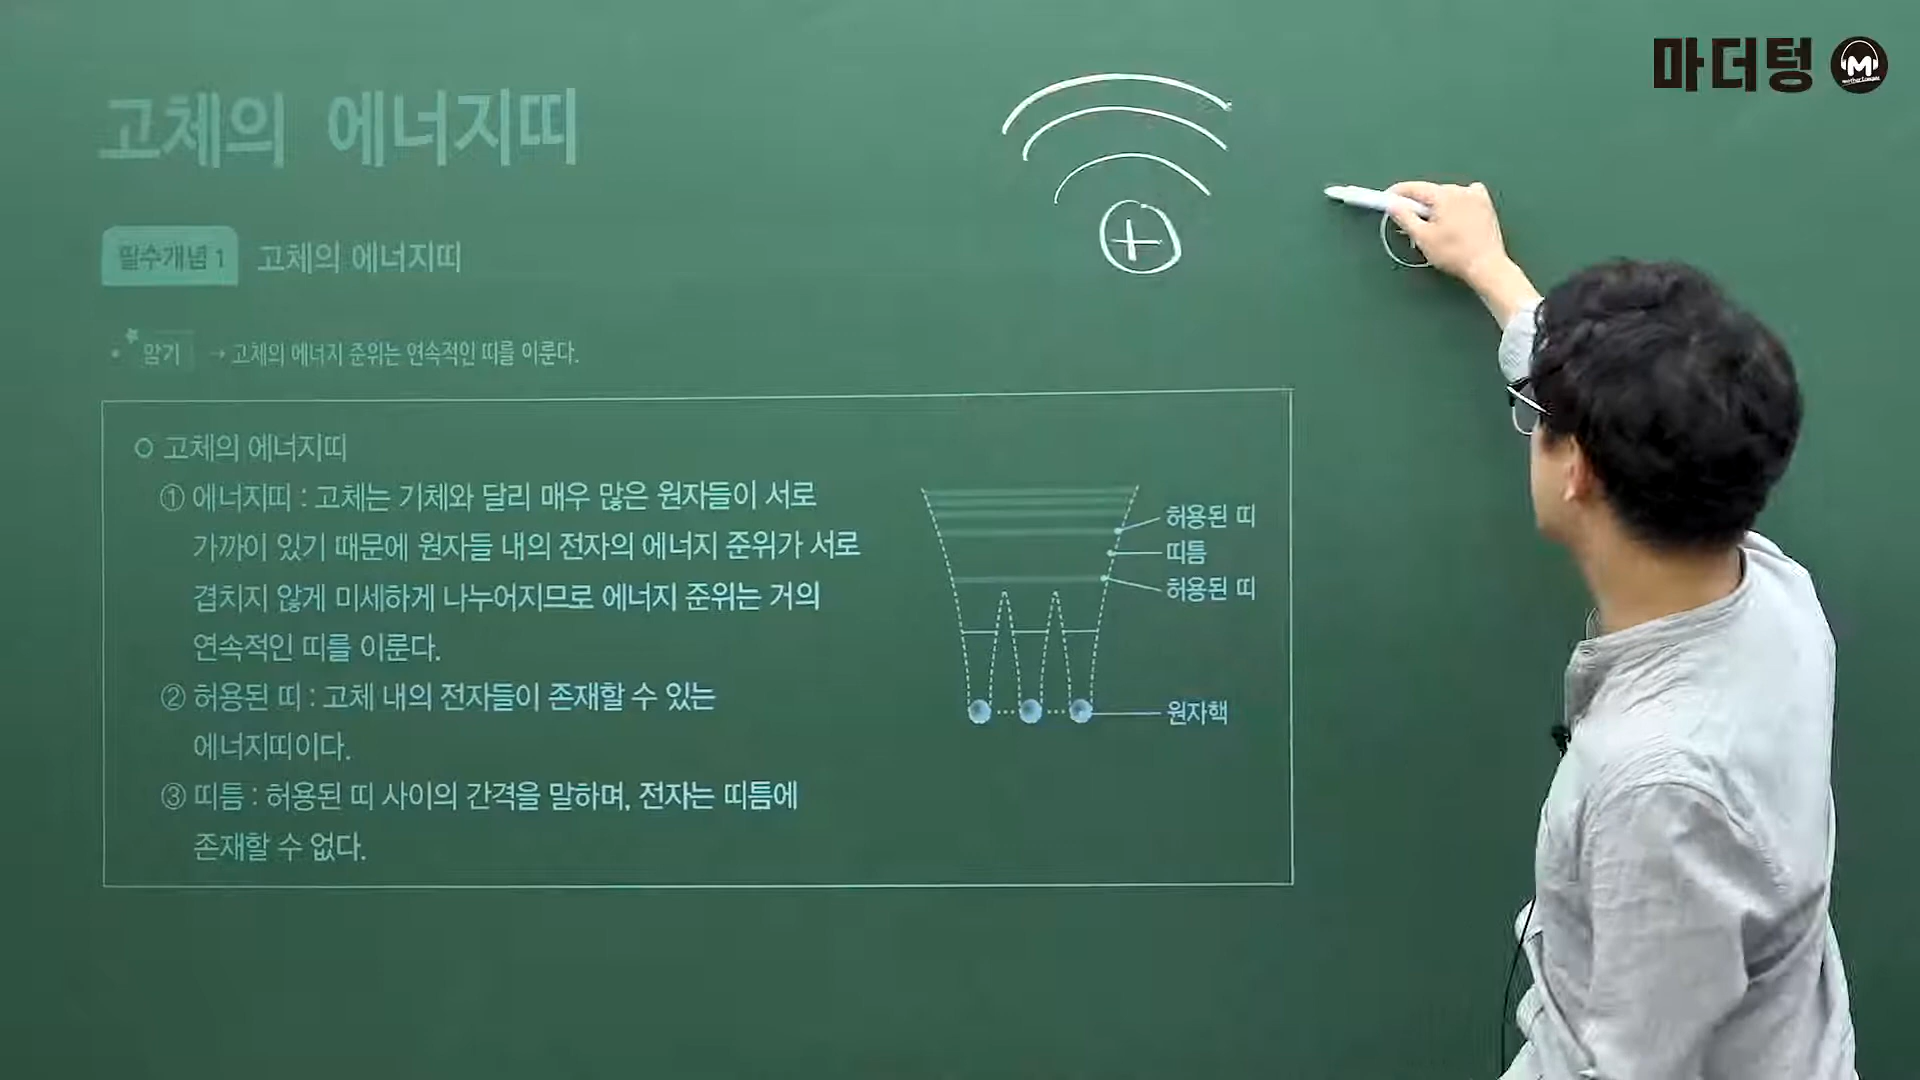 마더텅
고체의 에너지띠
필수개념 1 고체의 에너지띠
• 암기 → 고체의 에너지 준위는 연속적인 띠를 이룬다.
○ 고체의 에너지띠
① 에너지띠 : 고체는 기체와 달리 매우 많은 원자들이 서로
가까이 있기 때문에 원자들 내의 전자의 에너지 준위가 서로
겹치지 않게 미세하게 나누어지므로 에너지 준위는 거의
연속적인 띠를 이룬다.
② 허용된 띠 : 고체 내의 전자들이 존재할 수 있는
에너지띠이다.
③ 띠틈 : 허용된 띠 사이의 간격을 말하며, 전자는 띠틈에
존재할 수 없다.
허용된 띠
띠틈
허용된 띠
원자핵
+